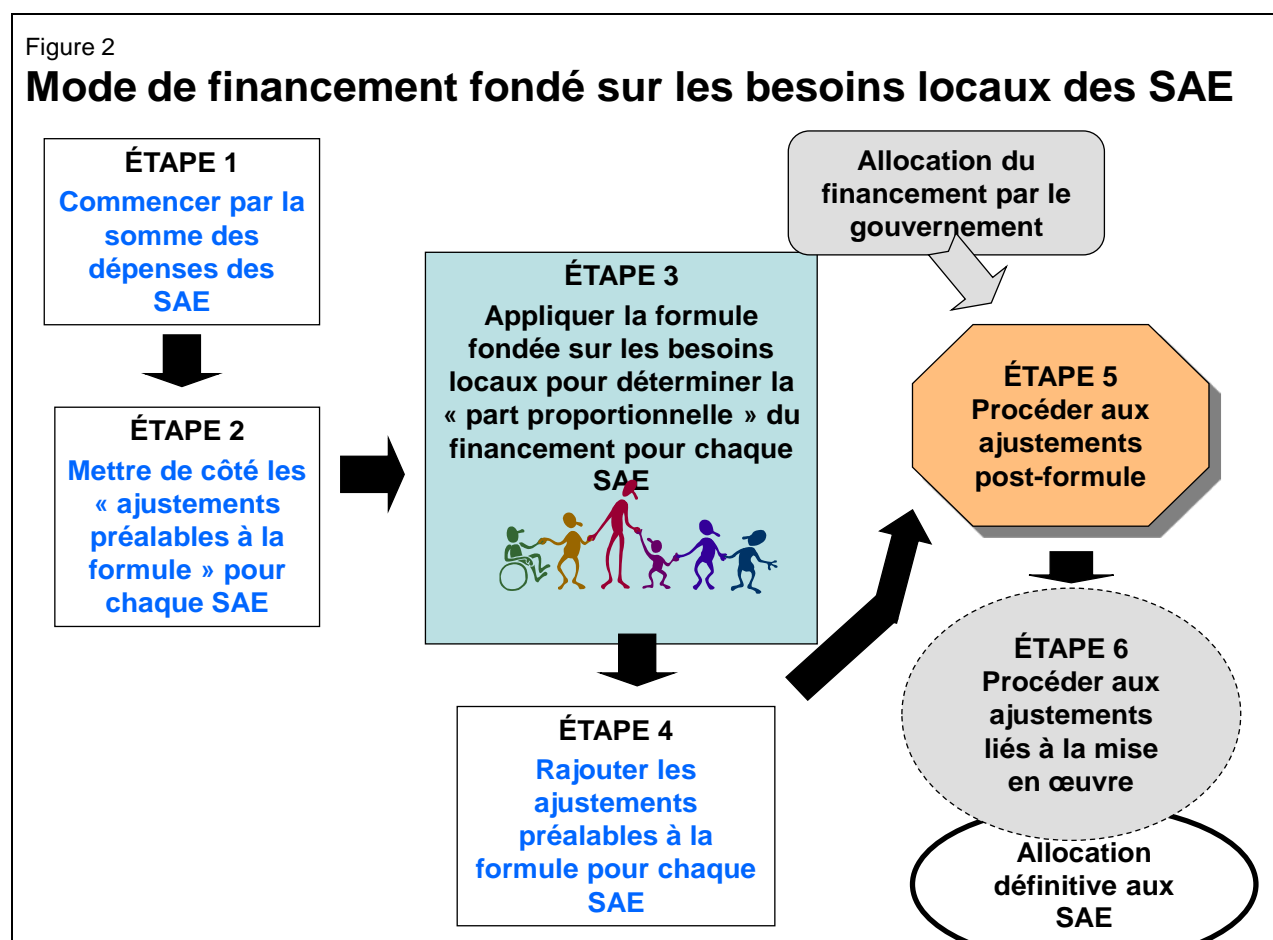 Figure 2
Mode de financement fondé sur les besoins locaux des SAE
ÉTAPE 1
Commencer par la
somme des
dépenses des
SAE
ÉTAPE 2
Mettre de côté les
« ajustements
préalables à la
formule » pour
chaque SAE
ÉTAPE 3
Appliquer la formule
fondée sur les besoins
locaux pour déterminer la
« part proportionnelle » du
financement pour chaque
SAE
ÉTAPE 4
Rajouter les
ajustements
préalables à la
formule pour chaque
SAE
Allocation du
financement par le
gouvernement
ÉTAPE 5
Procéder aux
ajustements
post-formule
ÉTAPE 6
Procéder aux
ajustements
liés à la mise
en œuvre
Allocation
définitive aux
SAE